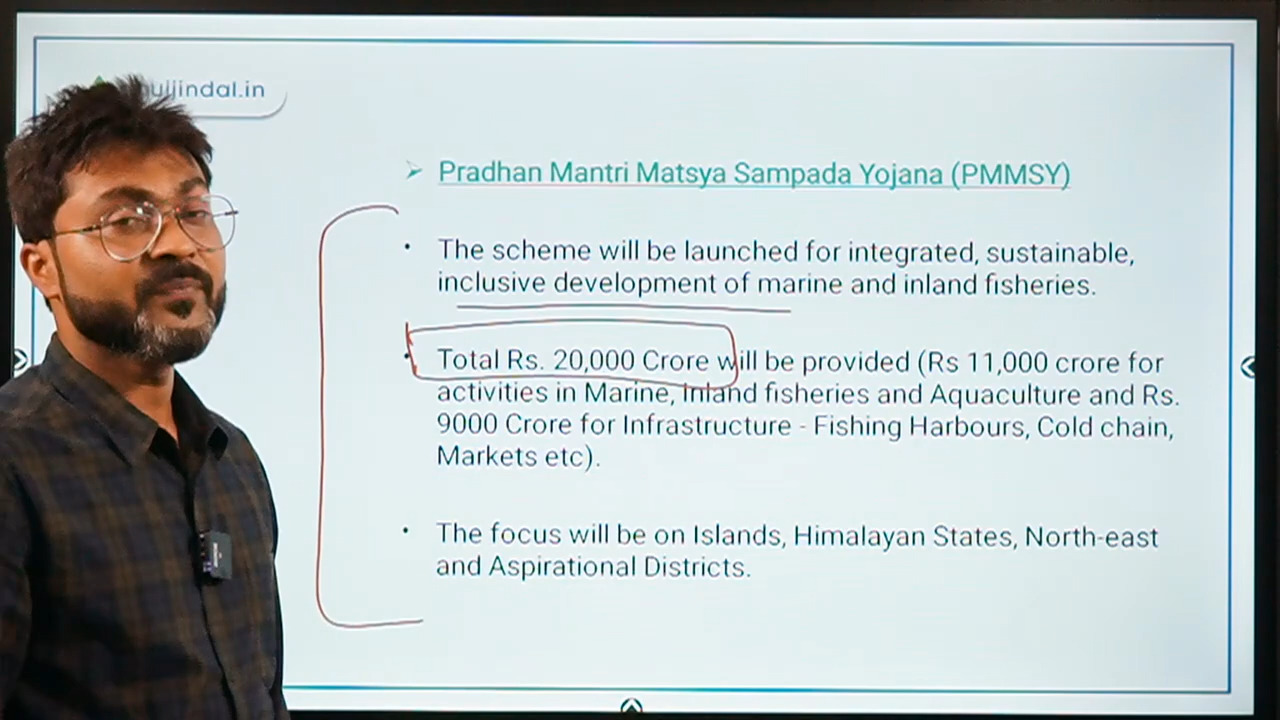 jindal.in
Pradhan Mantri Matsya Sampada Yojana (PMMSY)
The scheme will be launched for integrated, sustainable,
inclusive development of marine and inland fisheries.
Total Rs. 20,000 Crore will be provided (Rs 11,000 crore for
activities in Marine, Inland fisheries and Aquaculture and Rs.
9000 Crore for Infrastructure - Fishing Harbours, Cold chain,
Markets etc).
The focus will be on Islands, Himalayan States, North-east
and Aspirational Districts.